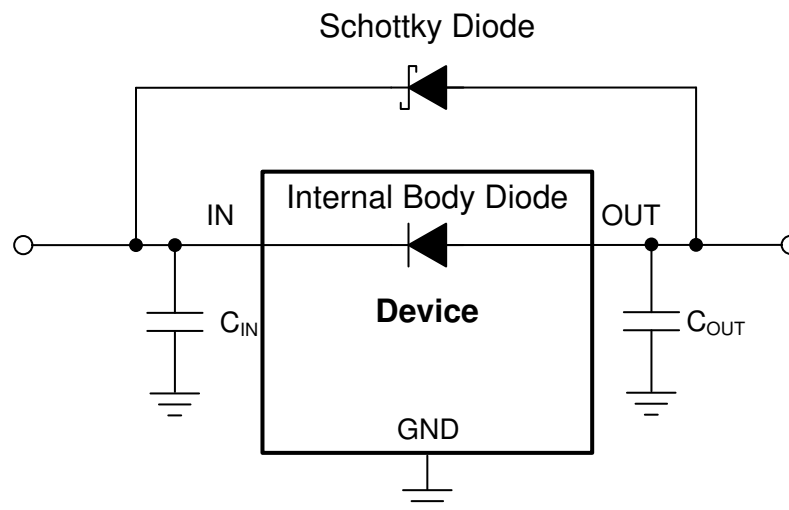 Schottky Diode
Internal Body Diode
IN
OUT
Device
CIN
COUT
GND